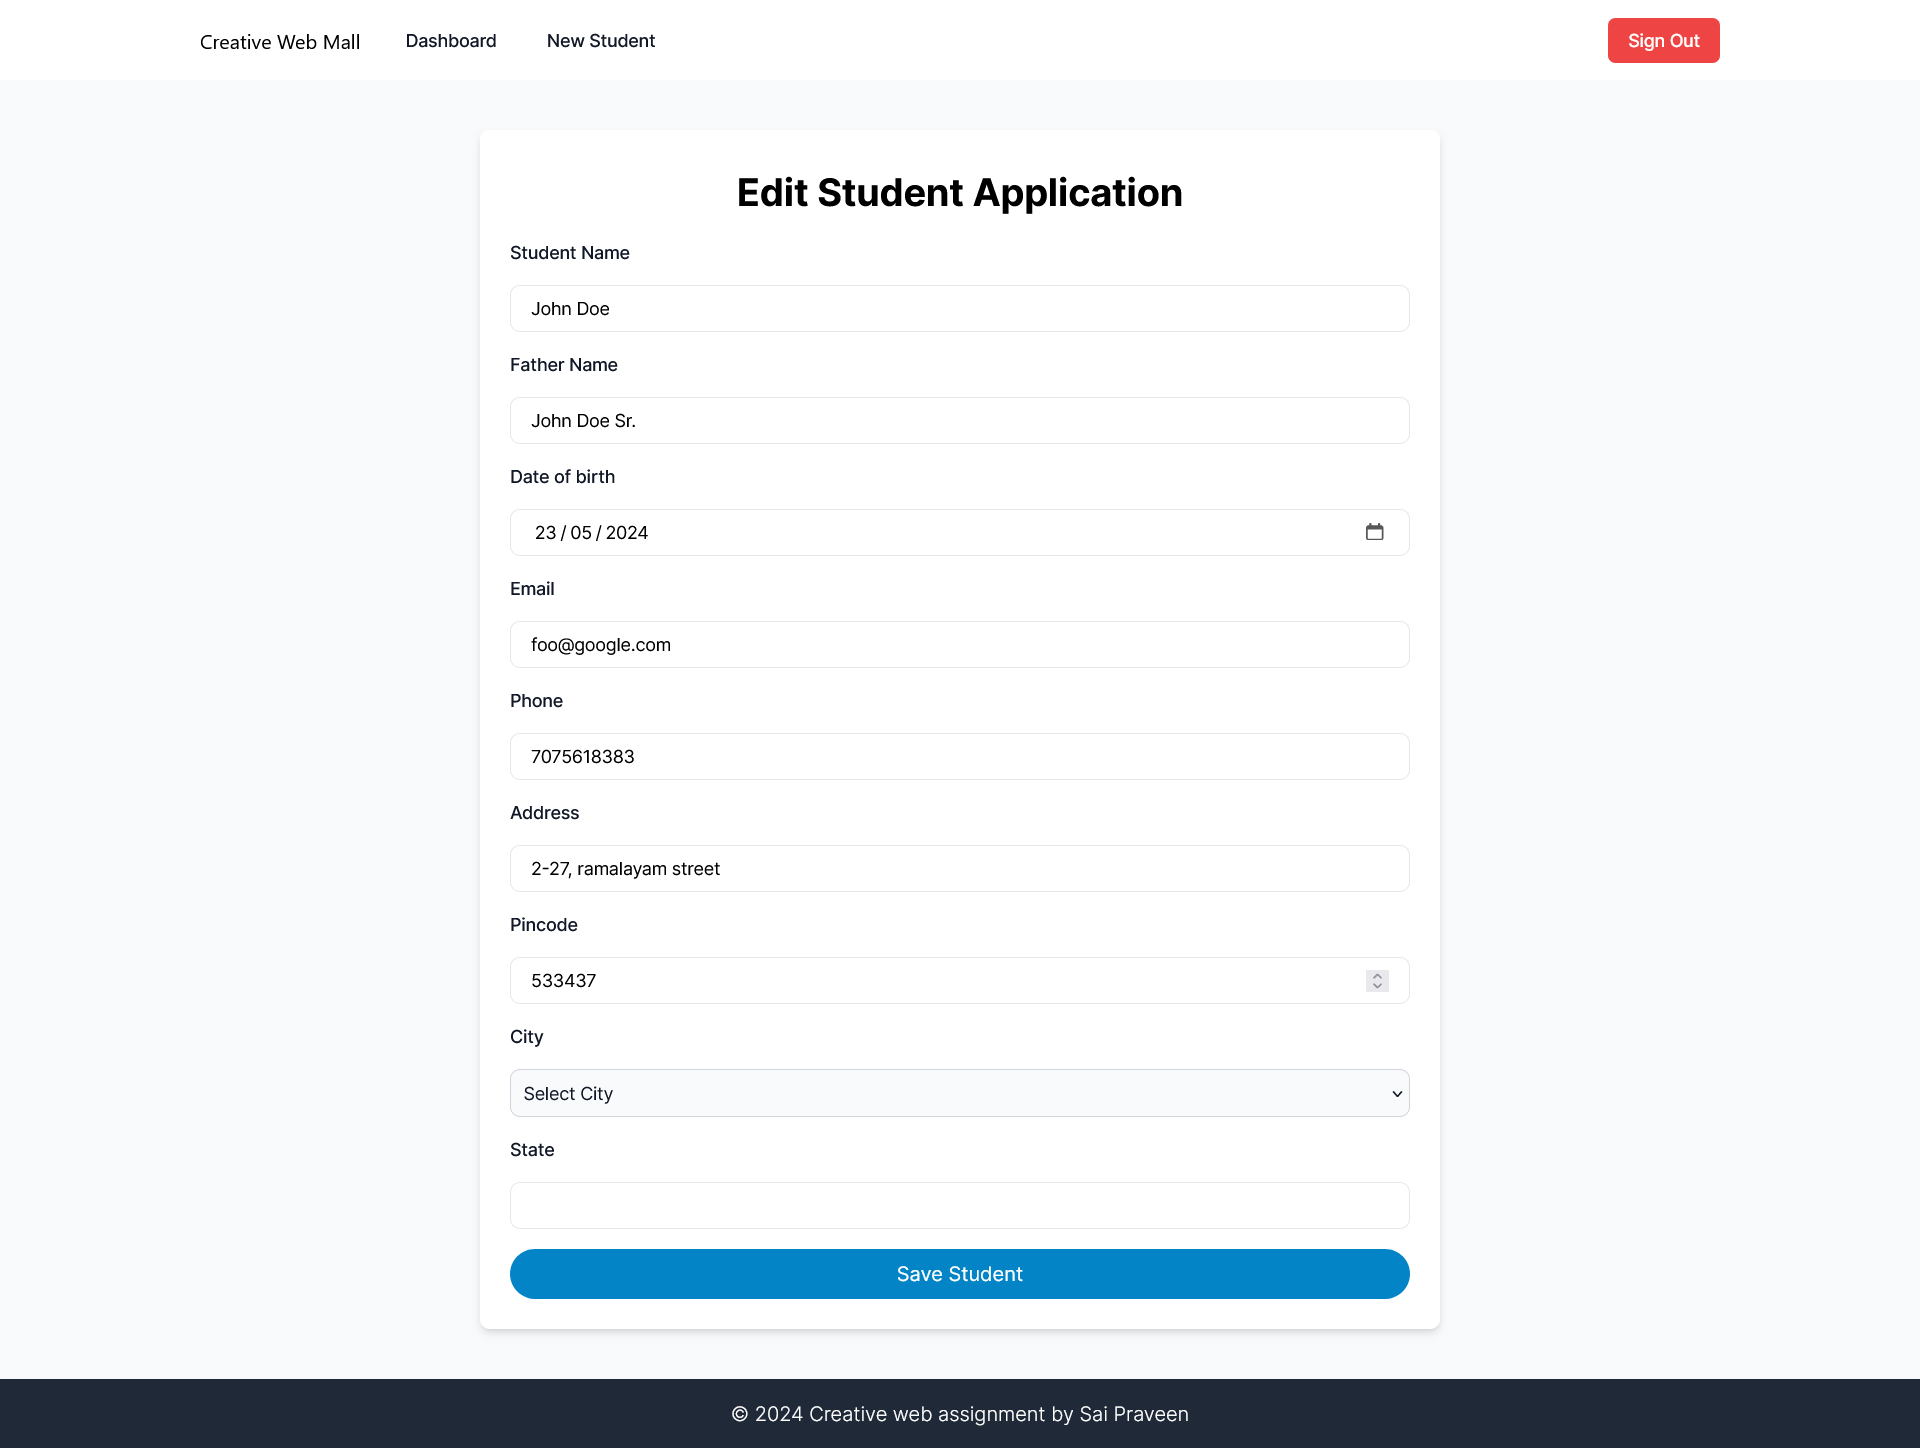 Creative Web Mall Dashboard New Student Sign Out
Edit Student Application
Student Name
John Doe
Father Name
John Doe Sr.
Date of birth
23 / 05 / 2024
Email
foo@google.com
Phone
7075618383
Address
2-27, ramalayam street
Pincode
533437
City
Select City
State
Save Student
© 2024 Creative web assignment by Sai Praveen